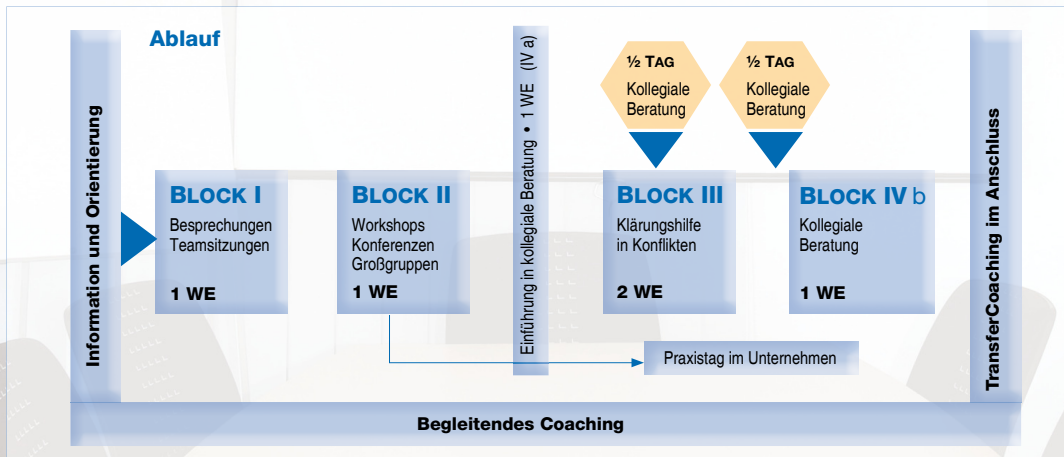 Ablauf
Information und Orientierung
BLOCK I
Besprechungen
Teamsitzungen
1 WE
BLOCK II
Workshops
Konferenzen
Großgruppen
1 WE
Einführung in kollegiale Beratung • 1 WE (IV a)
½ TAG
Kollegiale
Beratung
½ TAG
Kollegiale
Beratung
BLOCK III
Klärungshilfe
in Konflikten
2 WE
BLOCK IV b
Kollegiale
Beratung
1 WE
Praxistag im Unternehmen
TransferCoaching im Anschluss
Begleitendes Coaching